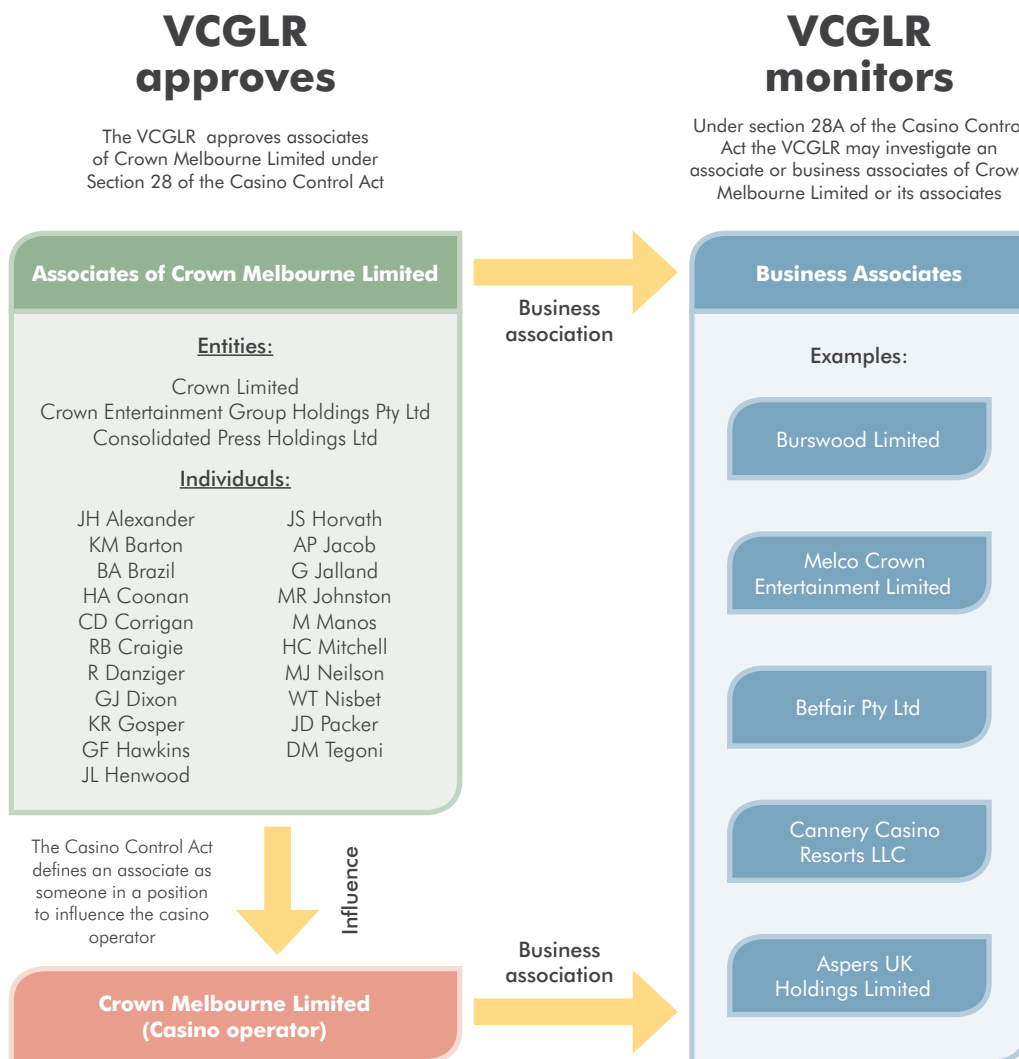 VCGLR
approves
The VCGLR approves associates
of Crown Melbourne Limited under
Section 28 of the Casino Control Act
VCGLR
monitors
Under section 28A of the Casino Contro
Act the VCGLR may investigate an
associate or business associates of Crow
Melbourne Limited or its associates
Associates of Crown Melbourne Limited
Entities:
Crown Limited
Crown Entertainment Group Holdings Pty Ltd
Consolidated Press Holdings Ltd
Individuals:
JH Alexander
KM Barton
BA Brazil
HA Coonan
CD Corrigan
RB Craigie
R Danziger
GJ Dixon
KR Gosper
GF Hawkins
JL Henwood
JS Horvath
AP Jacob
G Jalland
MR Johnston
M Manos
HC Mitchell
MJ Neilson
WT Nisbet
JD Packer
DM Tegoni
Business
association
Business Associates
Examples:
Burswood Limited
Melco Crown
Entertainment Limited
Betfair Pty Ltd
Cannery Casino
Resorts LLC
Aspers UK
Holdings Limited
The Casino Control Act
defines an associate as
someone in a position
to influence the casino
operator
Influence
Crown Melbourne Limited
(Casino operator)
Business
association